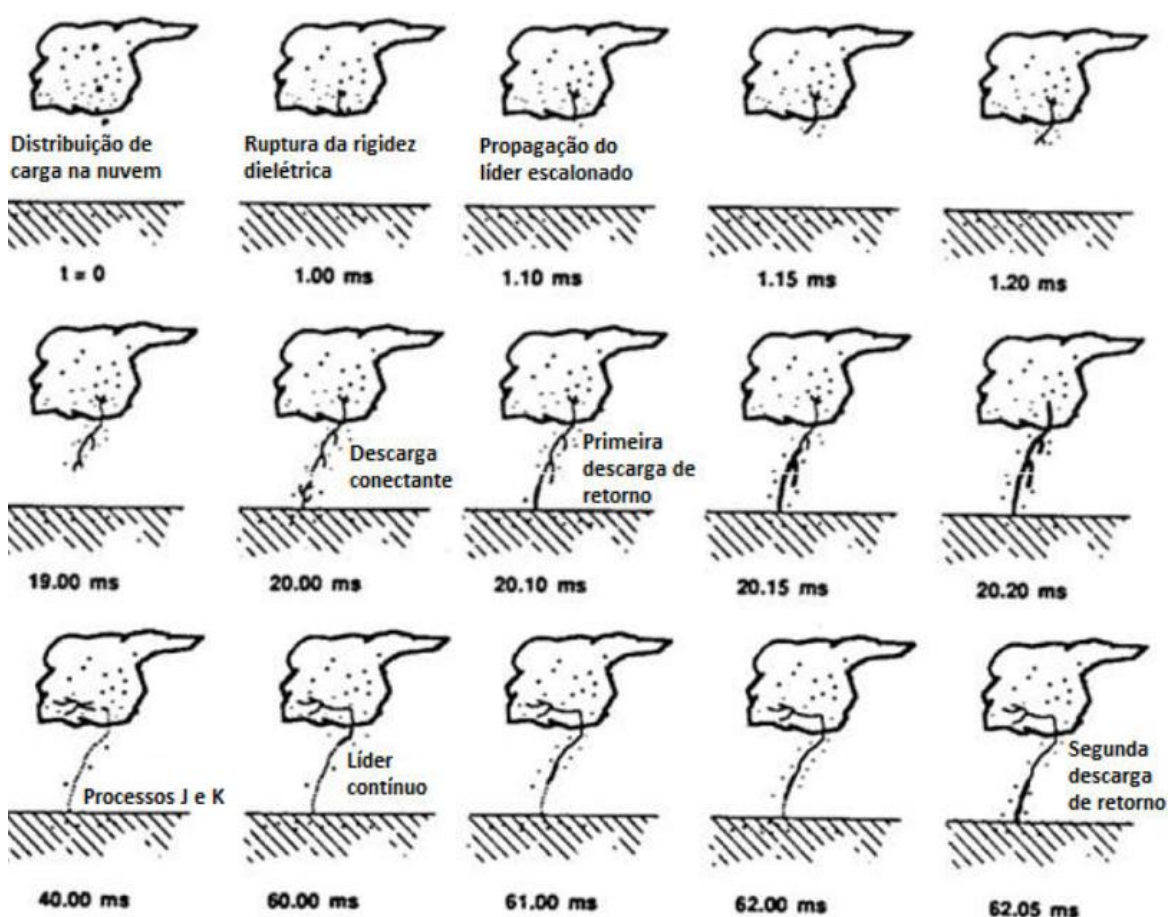 Distribuição de
carga na nuvem
Ruptura da rigidez
dielétrica
Propagação do
líder escalonado
t = 0
1.00 ms
1.10 ms
1.15 ms
1.20 ms
Descarga
conectante
Primeira
descarga de
retorno
19.00 ms
20.00 ms
20.10 ms
20.15 ms
20.20 ms
Processos J e K
Líder
contínuo
Segunda
descarga
de retorno
40.00 ms
60.00 ms
61.00 ms
62.00 ms
62.05 ms